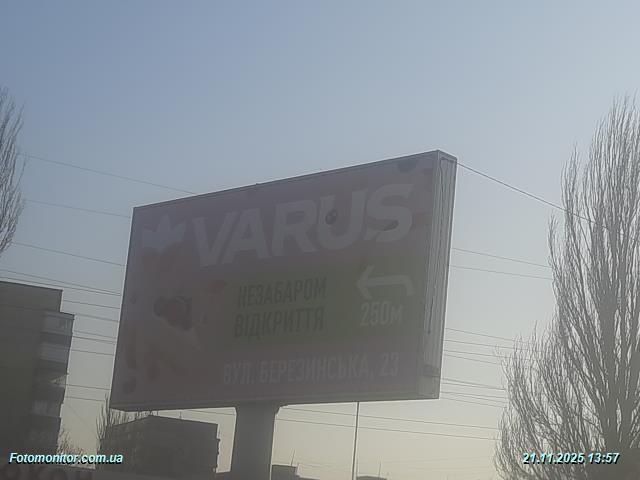 VARUS
НЕЗАБАРОМ
ВІДКРИТТЯ
250м
ВУЛ. БЕРЕЗИНСЬКА, 23
Fotomonitor.com.ua
21.11.2025 13:57